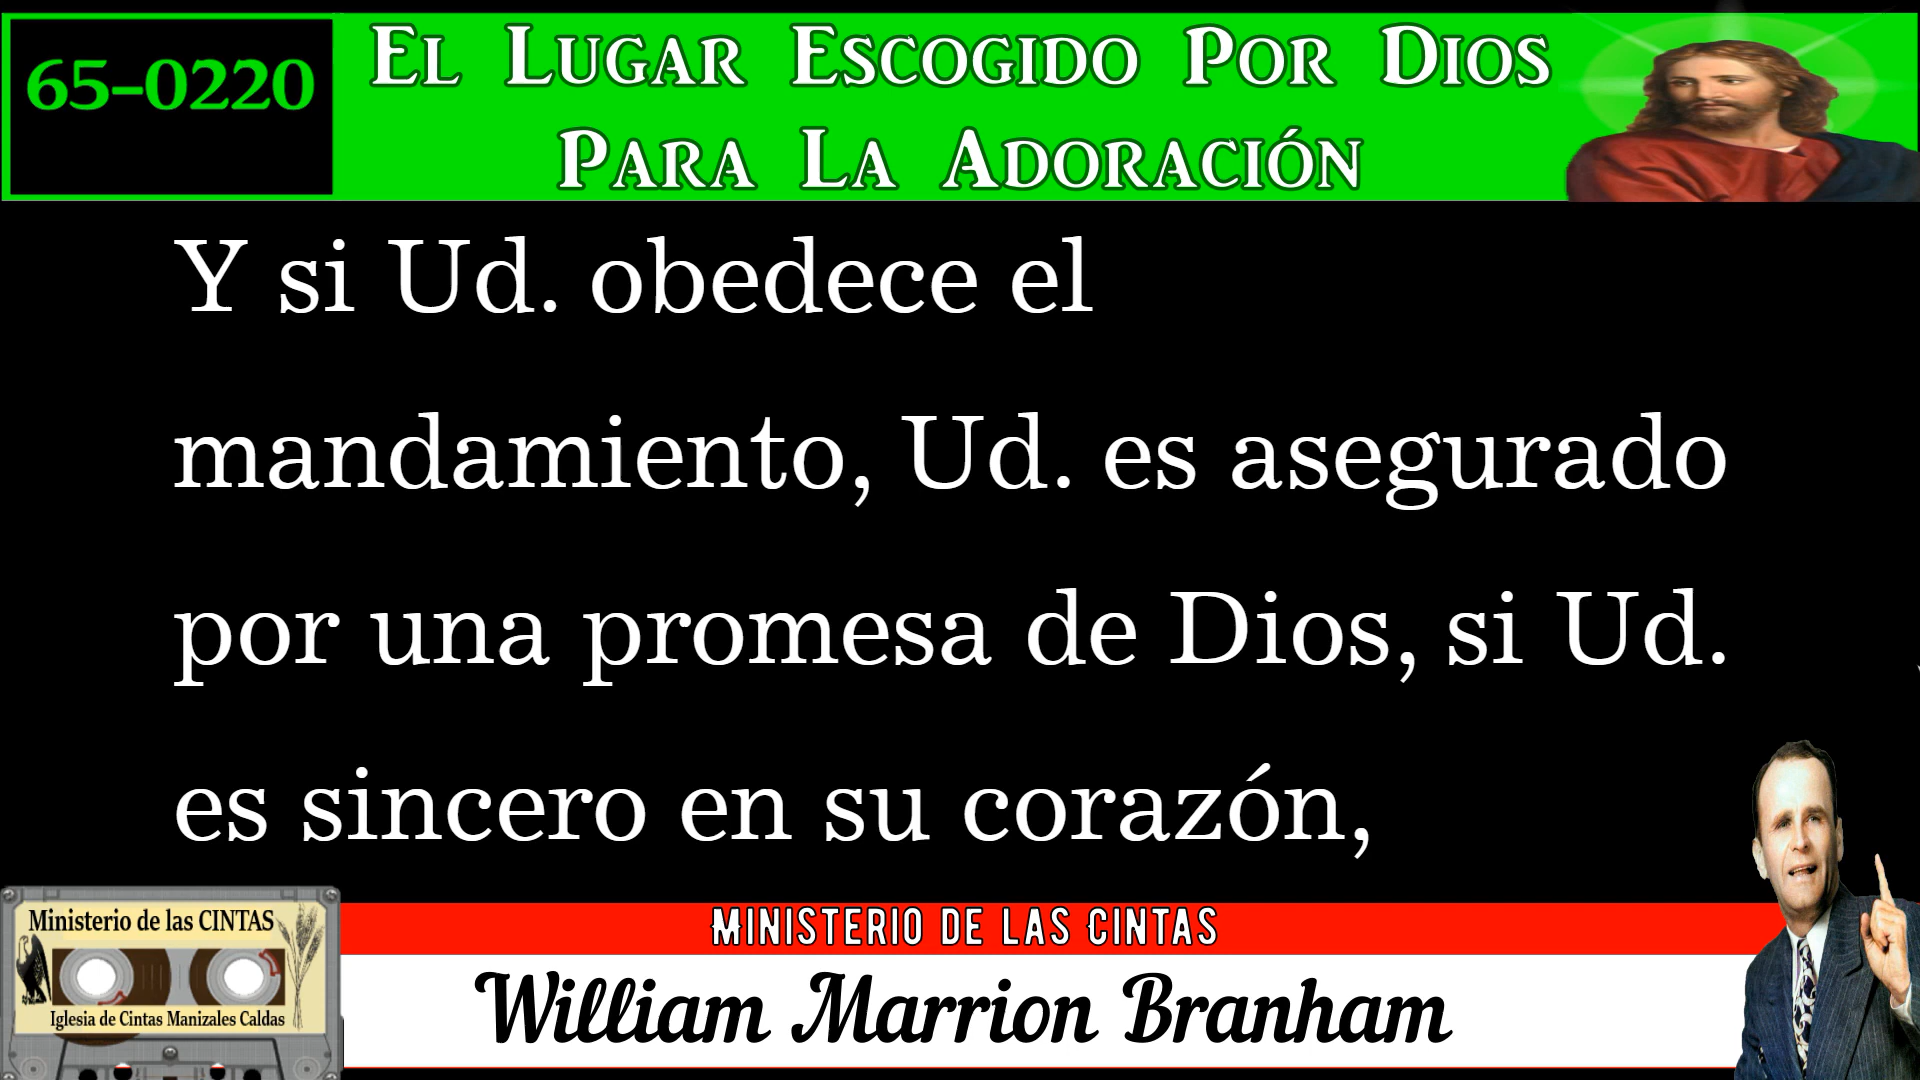 65-0220
El Lugar Escogido Por Dios
Para La Adoración
Y si Ud. obedece el
mandamiento, Ud. es asegurado
por una promesa de Dios, si Ud.
es sincero en su corazón,
Ministerio de las CINTAS
Iglesia de Cintas Manizales Caldas
MINISTERIO DE LAS CINTAS
William Marrion Branham